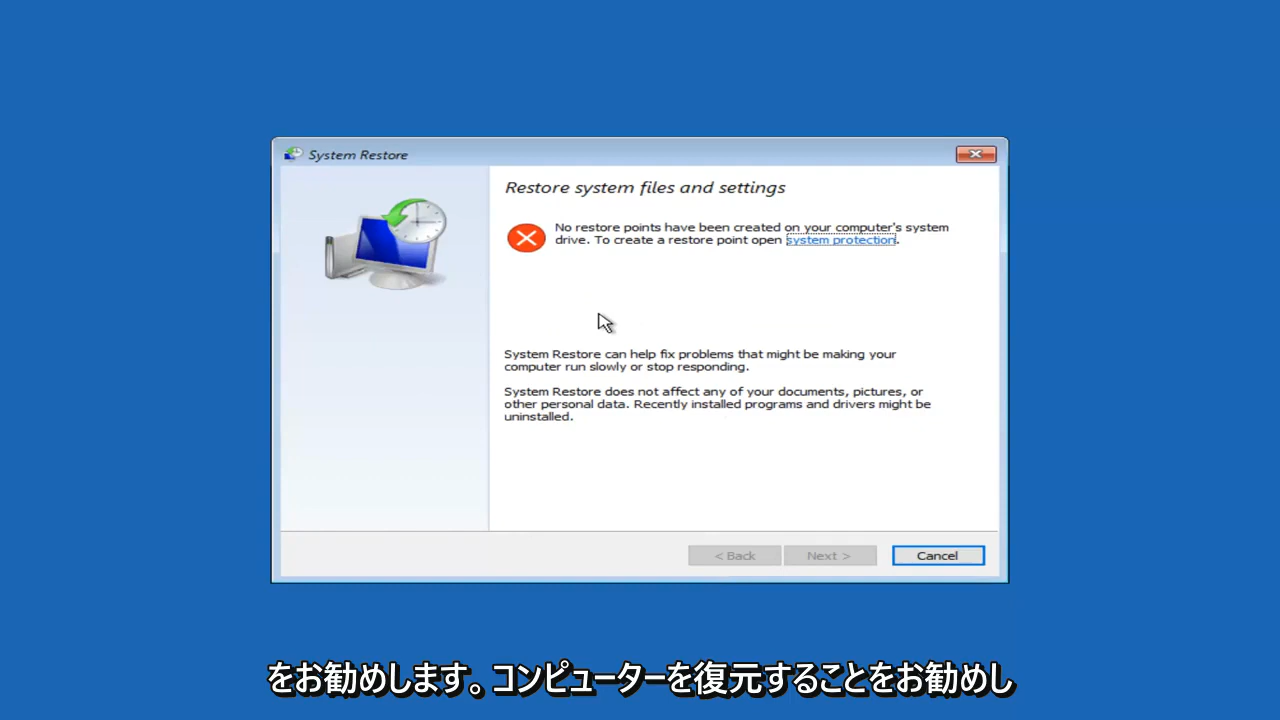 System Restore
Restore system files and settings
No restore points have been created on your computer's system
drive. To create a restore point open system protection.
System Restore can help fix problems that might be making your
computer run slowly or stop responding.
System Restore does not affect any of your documents, pictures, or
other personal data. Recently installed programs and drivers might be
uninstalled.
< Back
Next >
Cancel
をお勧めします。コンピューターを復元することをお勧めし